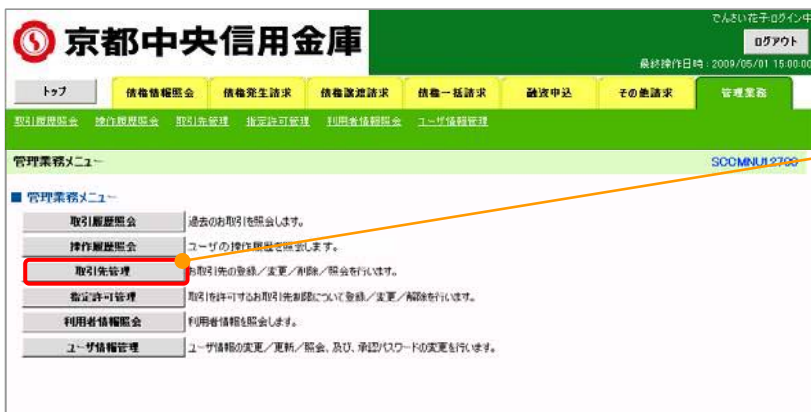 でんさい花子ログイン中
京都中央信用金庫
ログアウト
最終操作日時：2009/05/01 15:00:00
トップ 債権情報照会 債権発生請求 債権譲渡請求 債権一括請求 融資申込 その他請求 管理業務
取引履歴照会 操作履歴照会 取引先管理 指定許可管理 利用者情報照会 ユーザ情報管理
管理業務メニュー SCCMNU12700
■ 管理業務メニュー
取引履歴照会 過去のお取引を照会します。
操作履歴照会 ユーザの操作履歴を照会します。
取引先管理 お取引先の登録／変更／削除／照会を行います。
指定許可管理 取引を許可するお取引先制限について登録／変更／解除を行います。
利用者情報照会 利用者情報を照会します。
ユーザ情報管理 ユーザ情報の変更／更新／照会、及び、承認パスワードの変更を行います。